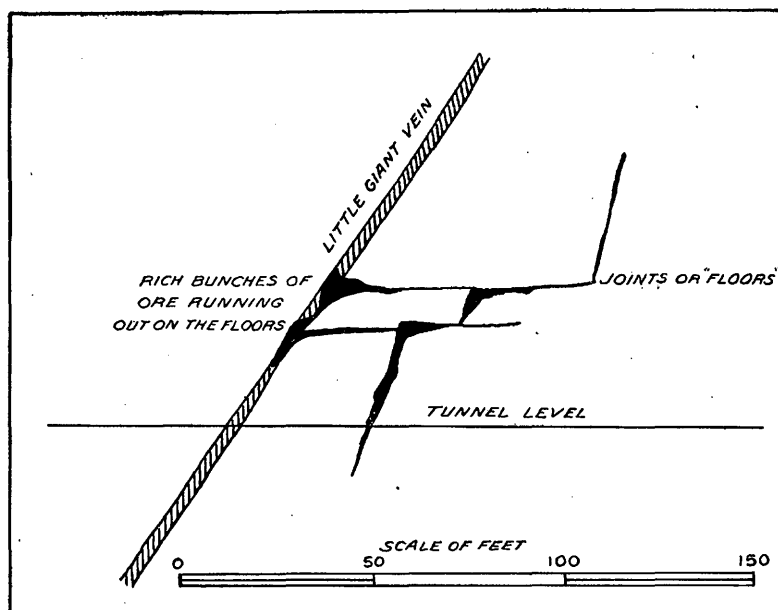 LITTLE GIANT VEIN
RICH BUNCHES OF
ORE RUNNING
OUT ON THE FLOORS
JOINTS OR "FLOORS"
TUNNEL LEVEL
SCALE OF FEET
0 50 100 150